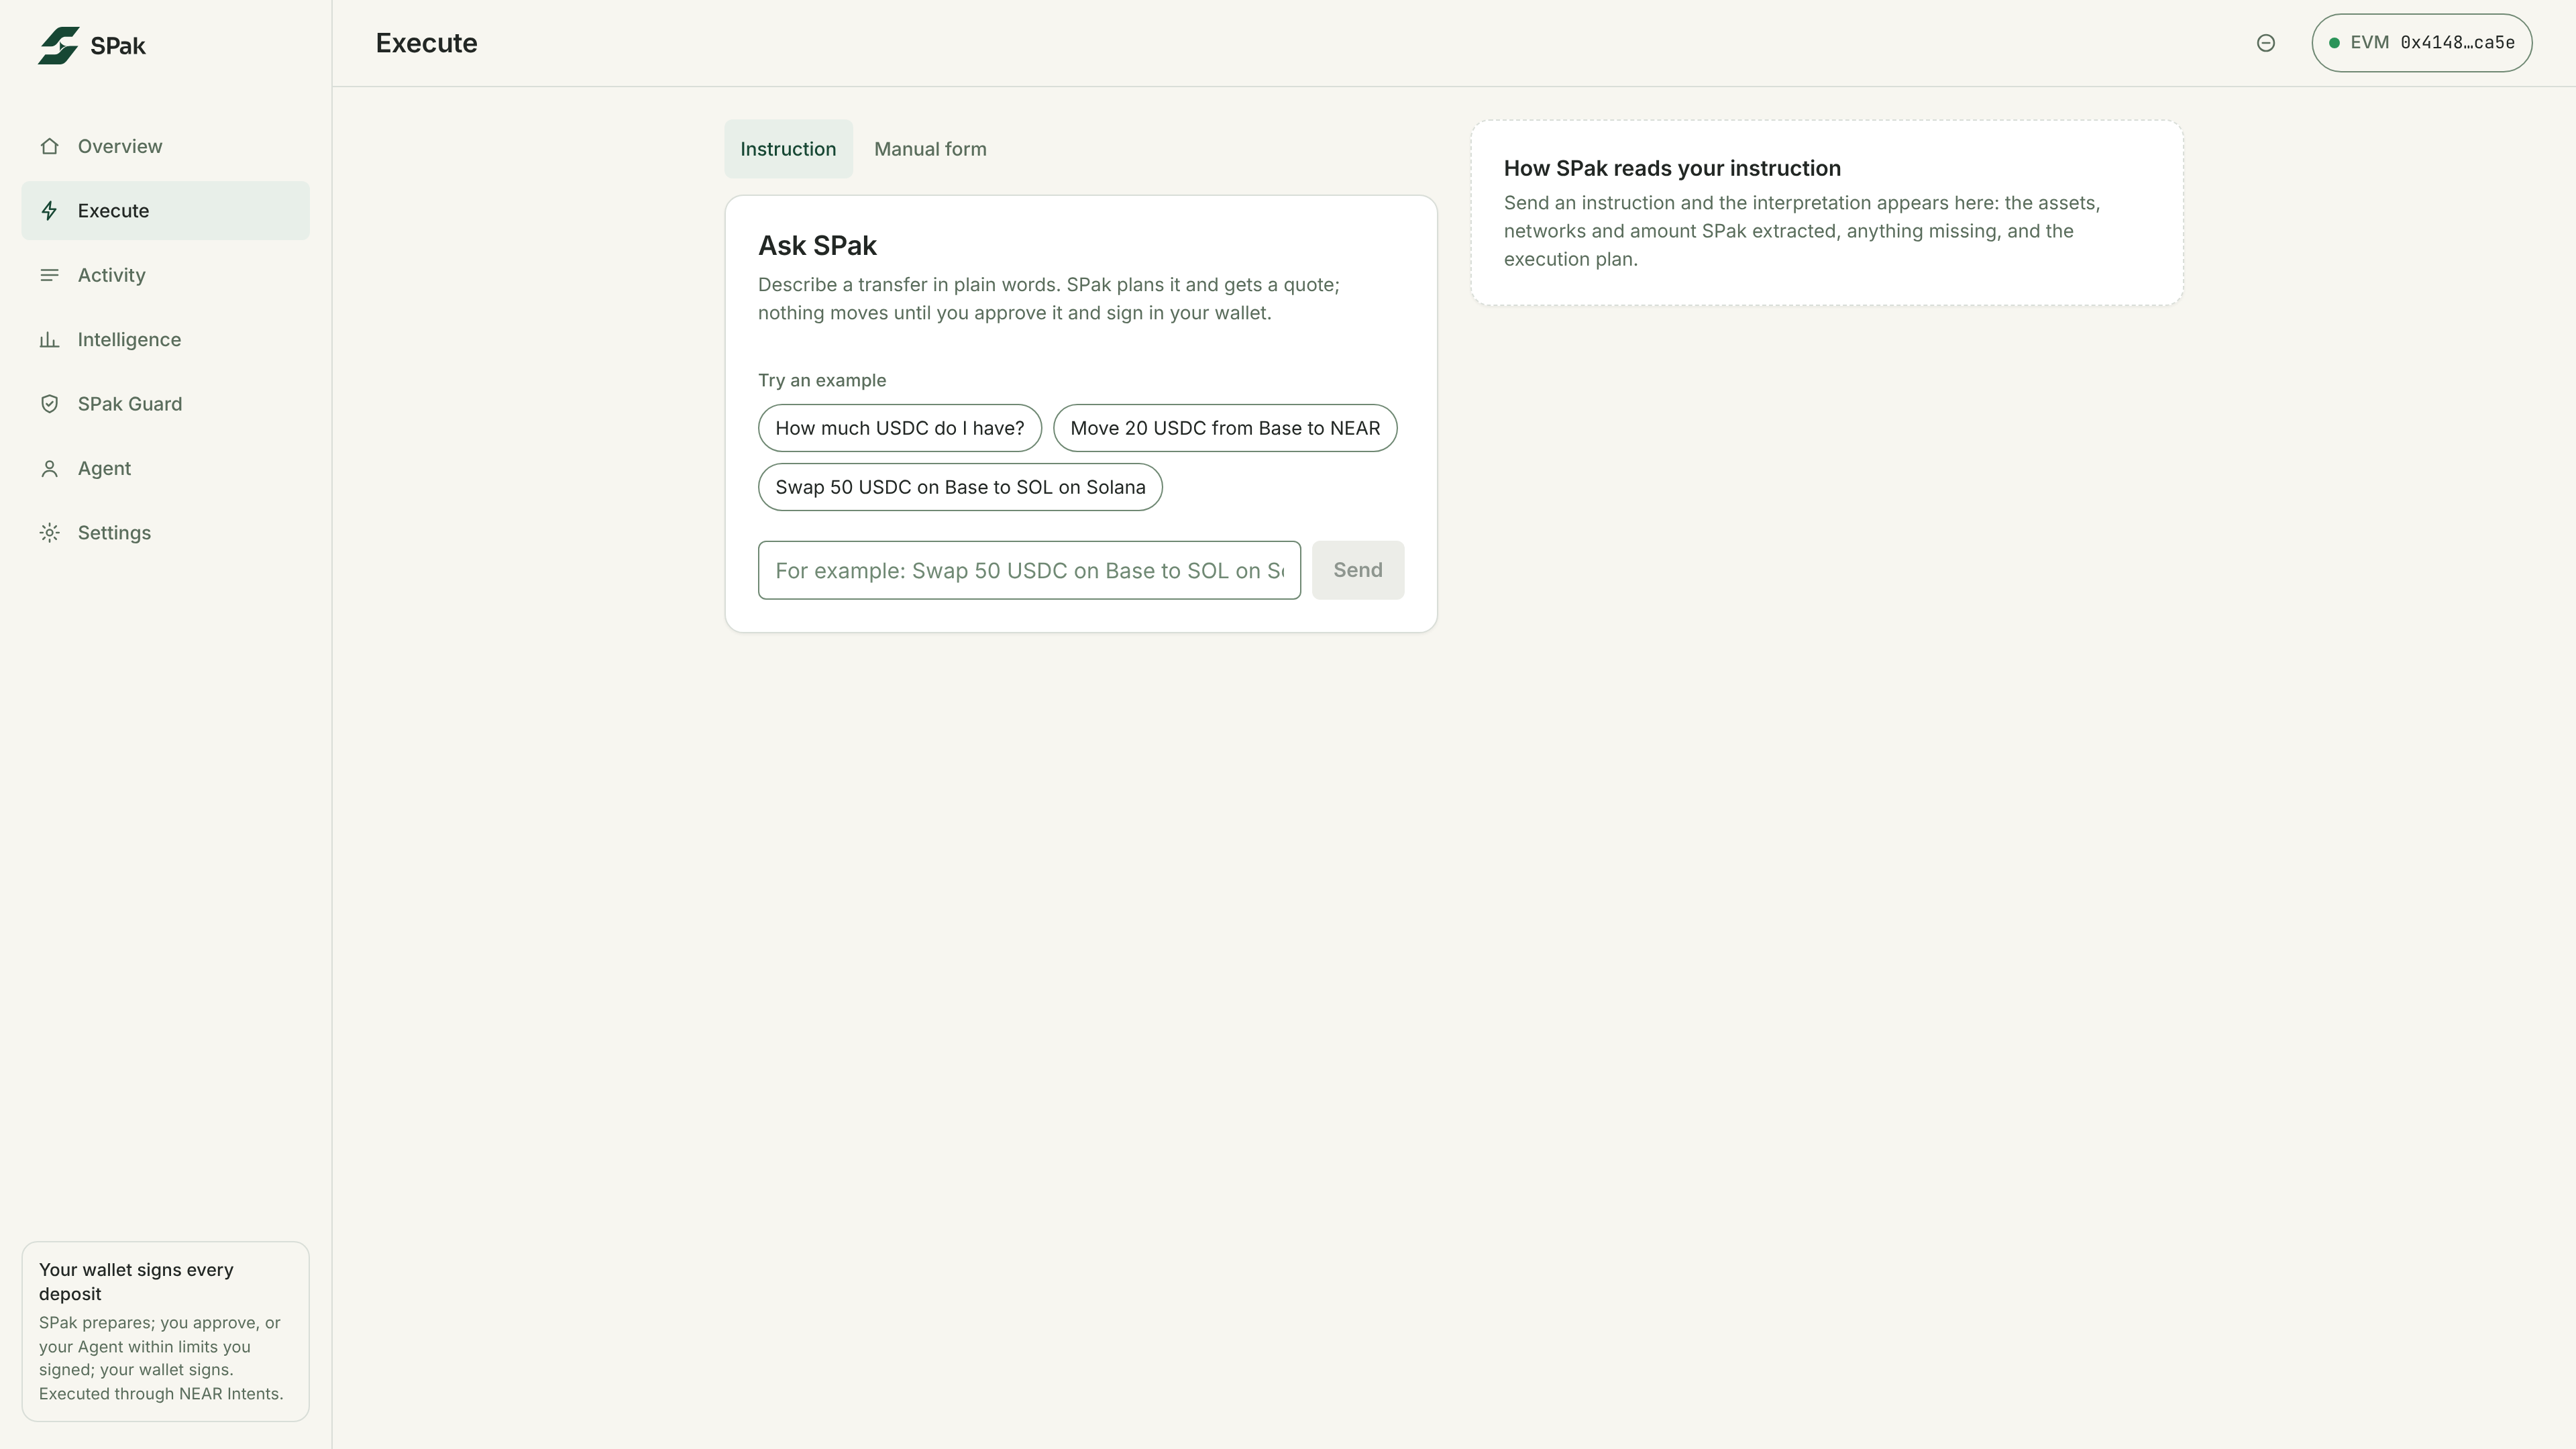 SPak
Overview
Execute
Activity
Intelligence
SPak Guard
Agent
Settings
Your wallet signs every
deposit
SPak prepares; you approve, or
your Agent within limits you
signed; your wallet signs.
Executed through NEAR Intents.
Execute
EVM 0x4148…ca5e
Instruction
Manual form
Ask SPak
Describe a transfer in plain words. SPak plans it and gets a quote;
nothing moves until you approve it and sign in your wallet.
Try an example
How much USDC do I have?
Move 20 USDC from Base to NEAR
Swap 50 USDC on Base to SOL on Solana
For example: Swap 50 USDC on Base to SOL on
Send
How SPak reads your instruction
Send an instruction and the interpretation appears here: the assets,
networks and amount SPak extracted, anything missing, and the
execution plan.